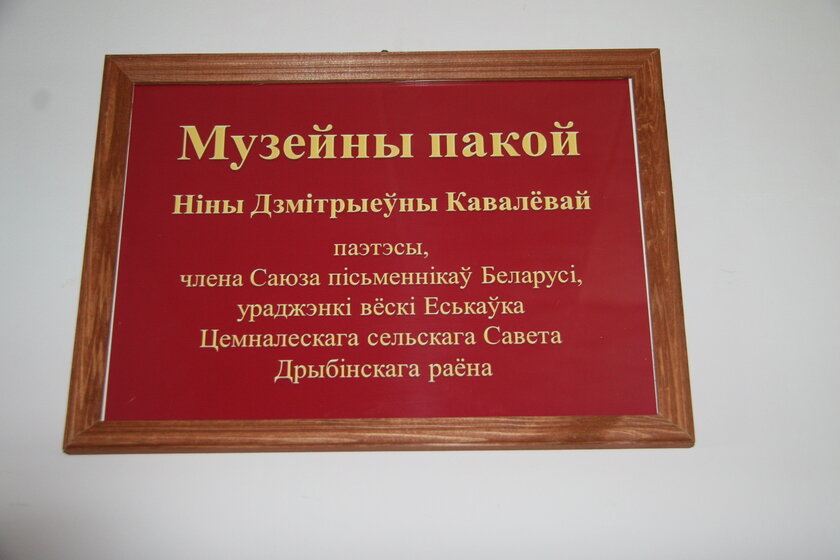 Музейны пакой
Ніны Дзмітрыеўны Кавалёвай
паэтэсы,
члена Саюза пісьменнікаў Беларусі,
ураджэнкі вёскі Еськаўка
Цемналескага сельскага Савета
Дрыбінскага раёна